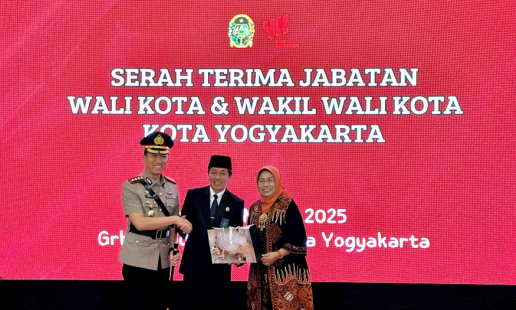 SERAH TERIMA JABATAN
WALI KOTA & WAKIL WALI KOTA
KOTA YOGYAKARTA
2025
Yogyakarta